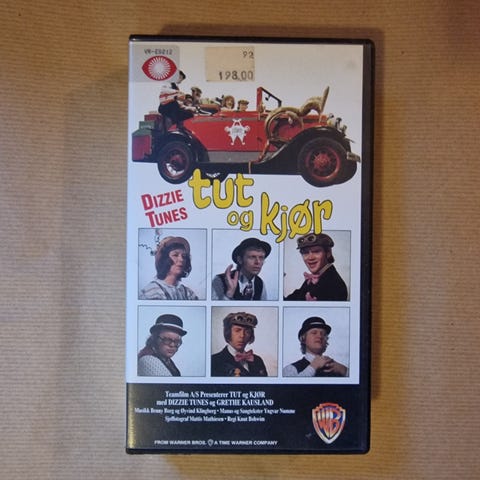 VR-E0212
92
198.00
DIZZIE
TUNES
tut
og kjør
Teamfilm A/S Presenterer TUT og KJØR
med DIZZIE TUNES og GRETHE KAUSLAND
Musikk Benny Borg og Øyvind Klingberg - Manus og Sangtekster Yngvar Numme
Sjeffotograf Mattis Mathiesen - Regi Knut Bohwim
WB
FROM WARNER BROS. A TIME WARNER COMPANY